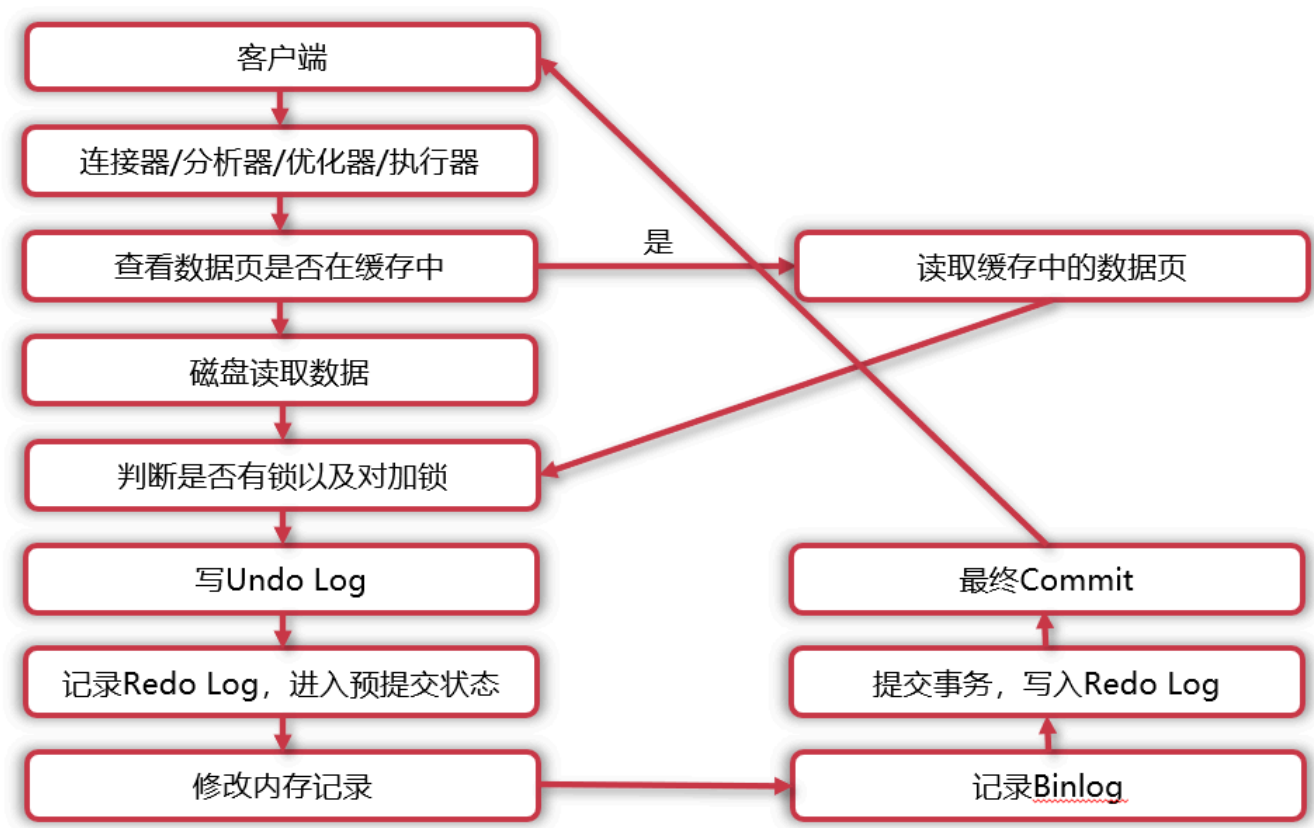 客户端
连接器/分析器/优化器/执行器
查看数据页是否在缓存中
是
读取缓存中的数据页
磁盘读取数据
判断是否有锁以及对加锁
写Undo Log
最终Commit
记录Redo Log，进入预提交状态
提交事务，写入Redo Log
修改内存记录
记录Binlog